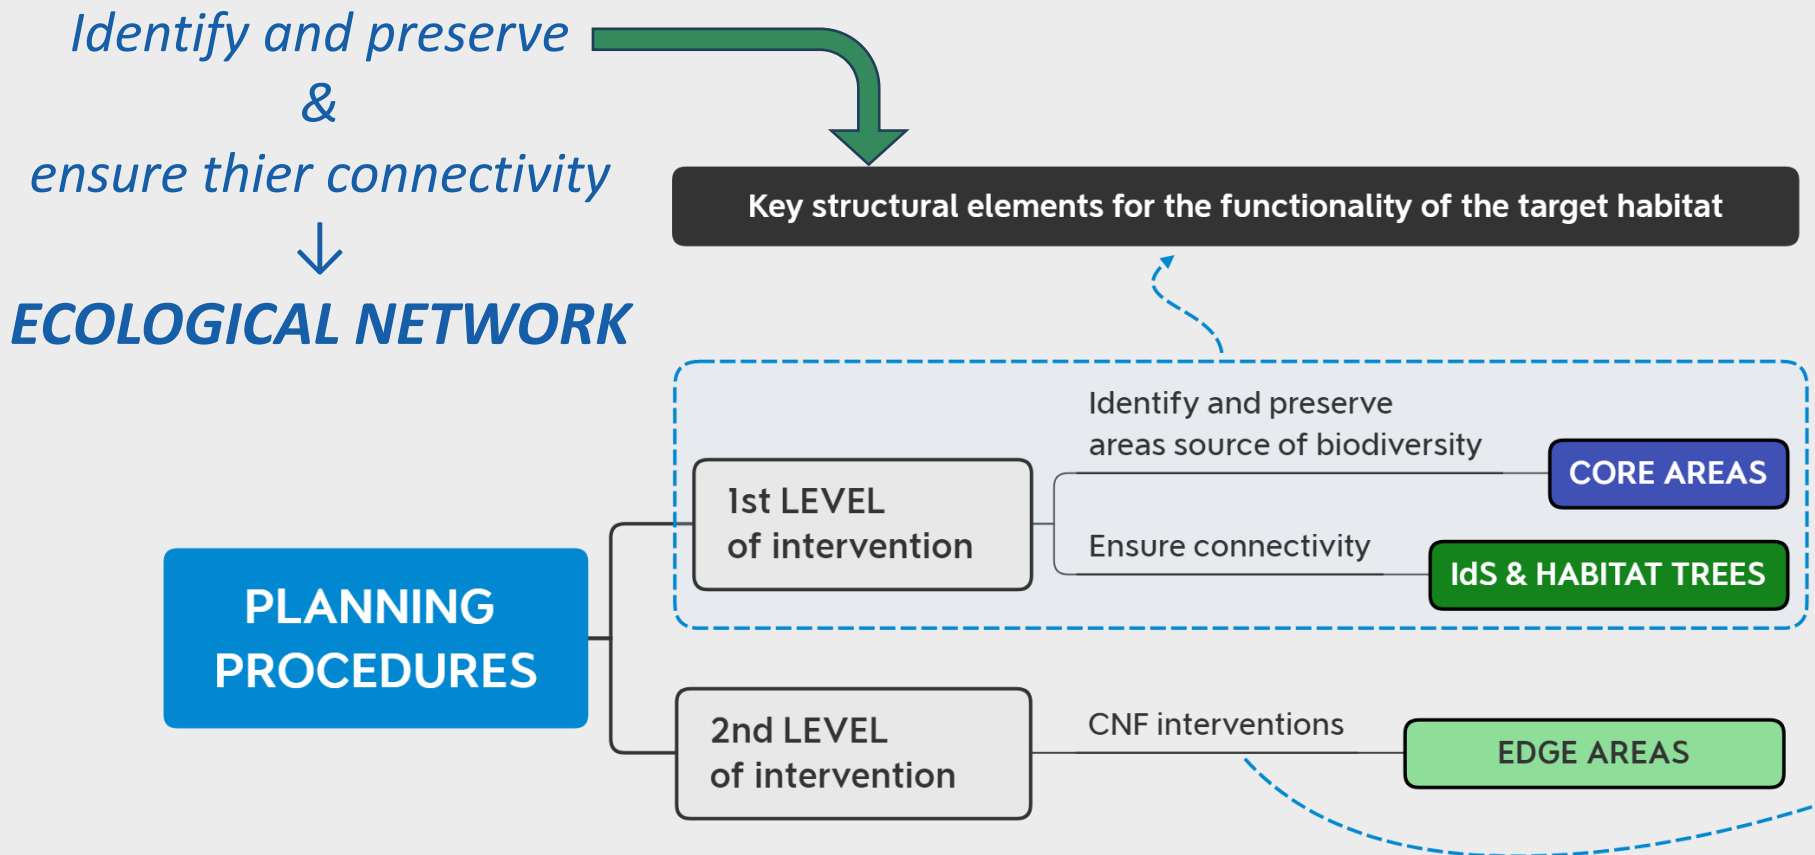 Identify and preserve
&
ensure thier connectivity
↓
ECOLOGICAL NETWORK
Key structural elements for the functionality of the target habitat
Identify and preserve
areas source of biodiversity
CORE AREAS
1st LEVEL
of intervention
Ensure connectivity
IdS & HABITAT TREES
PLANNING
PROCEDURES
2nd LEVEL
of intervention
CNF interventions
EDGE AREAS